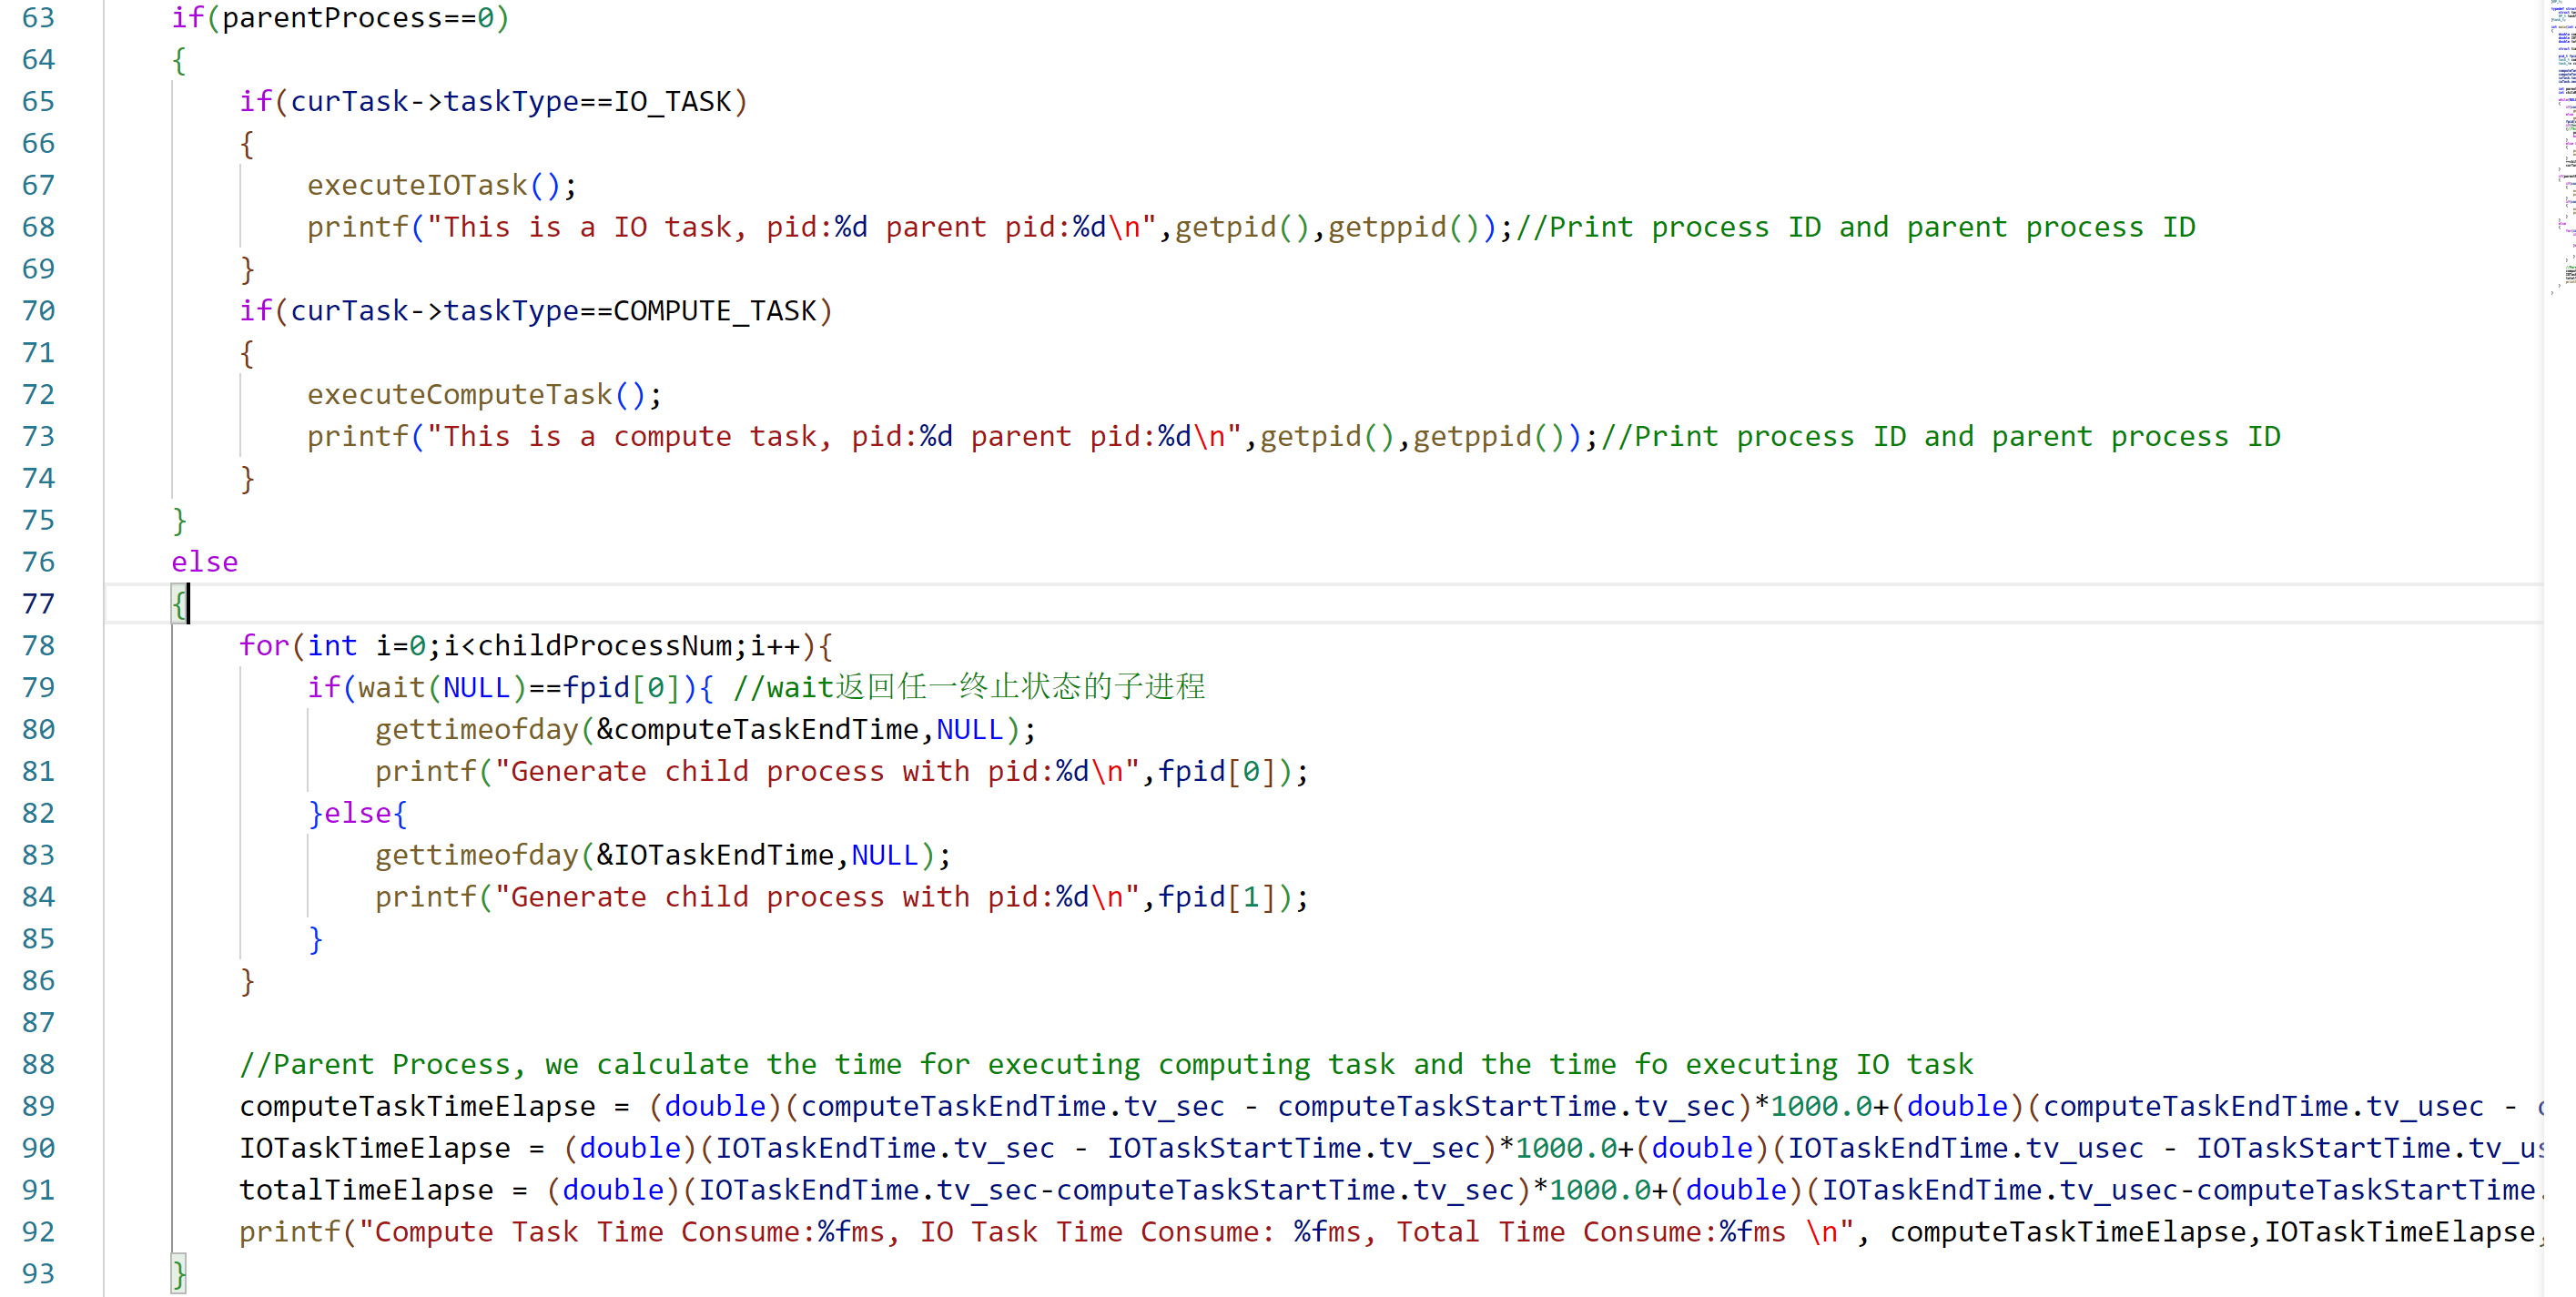 63 if(parentProcess==0)
64 {
65 if(curTask->taskType==IO_TASK)
66 {
67 executeIOTask();
68 printf("This is a IO task, pid:%d parent pid:%d\n",getpid(),getppid());//Print process ID and parent process ID
69 }
70 if(curTask->taskType==COMPUTE_TASK)
71 {
72 executeComputeTask();
73 printf("This is a compute task, pid:%d parent pid:%d\n",getpid(),getppid());//Print process ID and parent process ID
74 }
75 }
76 else
77 {
78 for(int i=0;i<childProcessNum;i++){
79 if(wait(NULL)==fpid[0]){ //wait返回任一终止状态的子进程
80 gettimeofday(&computeTaskEndTime,NULL);
81 printf("Generate child process with pid:%d\n",fpid[0]);
82 }else{
83 gettimeofday(&IOTaskEndTime,NULL);
84 printf("Generate child process with pid:%d\n",fpid[1]);
85 }
86 }
87
88 //Parent Process, we calculate the time for executing computing task and the time fo executing IO task
89 computeTaskTimeElapse = (double)(computeTaskEndTime.tv_sec - computeTaskStartTime.tv_sec)*1000.0+(double)(computeTaskEndTime.tv_usec -
90 IOTaskTimeElapse = (double)(IOTaskEndTime.tv_sec - IOTaskStartTime.tv_sec)*1000.0+(double)(IOTaskEndTime.tv_usec - IOTaskStartTime.tv_us
91 totalTimeElapse = (double)(IOTaskEndTime.tv_sec-computeTaskStartTime.tv_sec)*1000.0+(double)(IOTaskEndTime.tv_usec-computeTaskStartTime.
92 printf("Compute Task Time Consume:%fms, IO Task Time Consume: %fms, Total Time Consume:%fms \n", computeTaskTimeElapse,IOTaskTimeElapse,
93 }